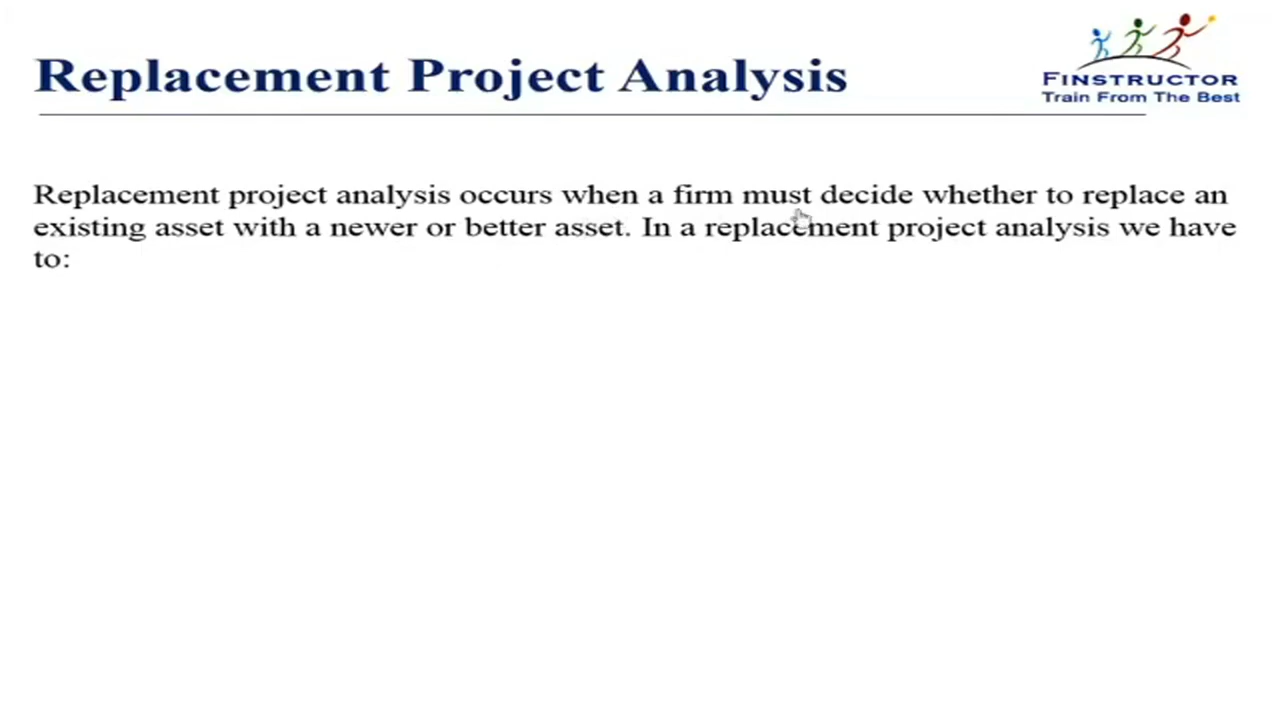 Replacement Project Analysis
FINSTRUCTOR
Train From The Best
Replacement project analysis occurs when a firm must decide whether to replace an
existing asset with a newer or better asset. In a replacement project analysis we have
to: